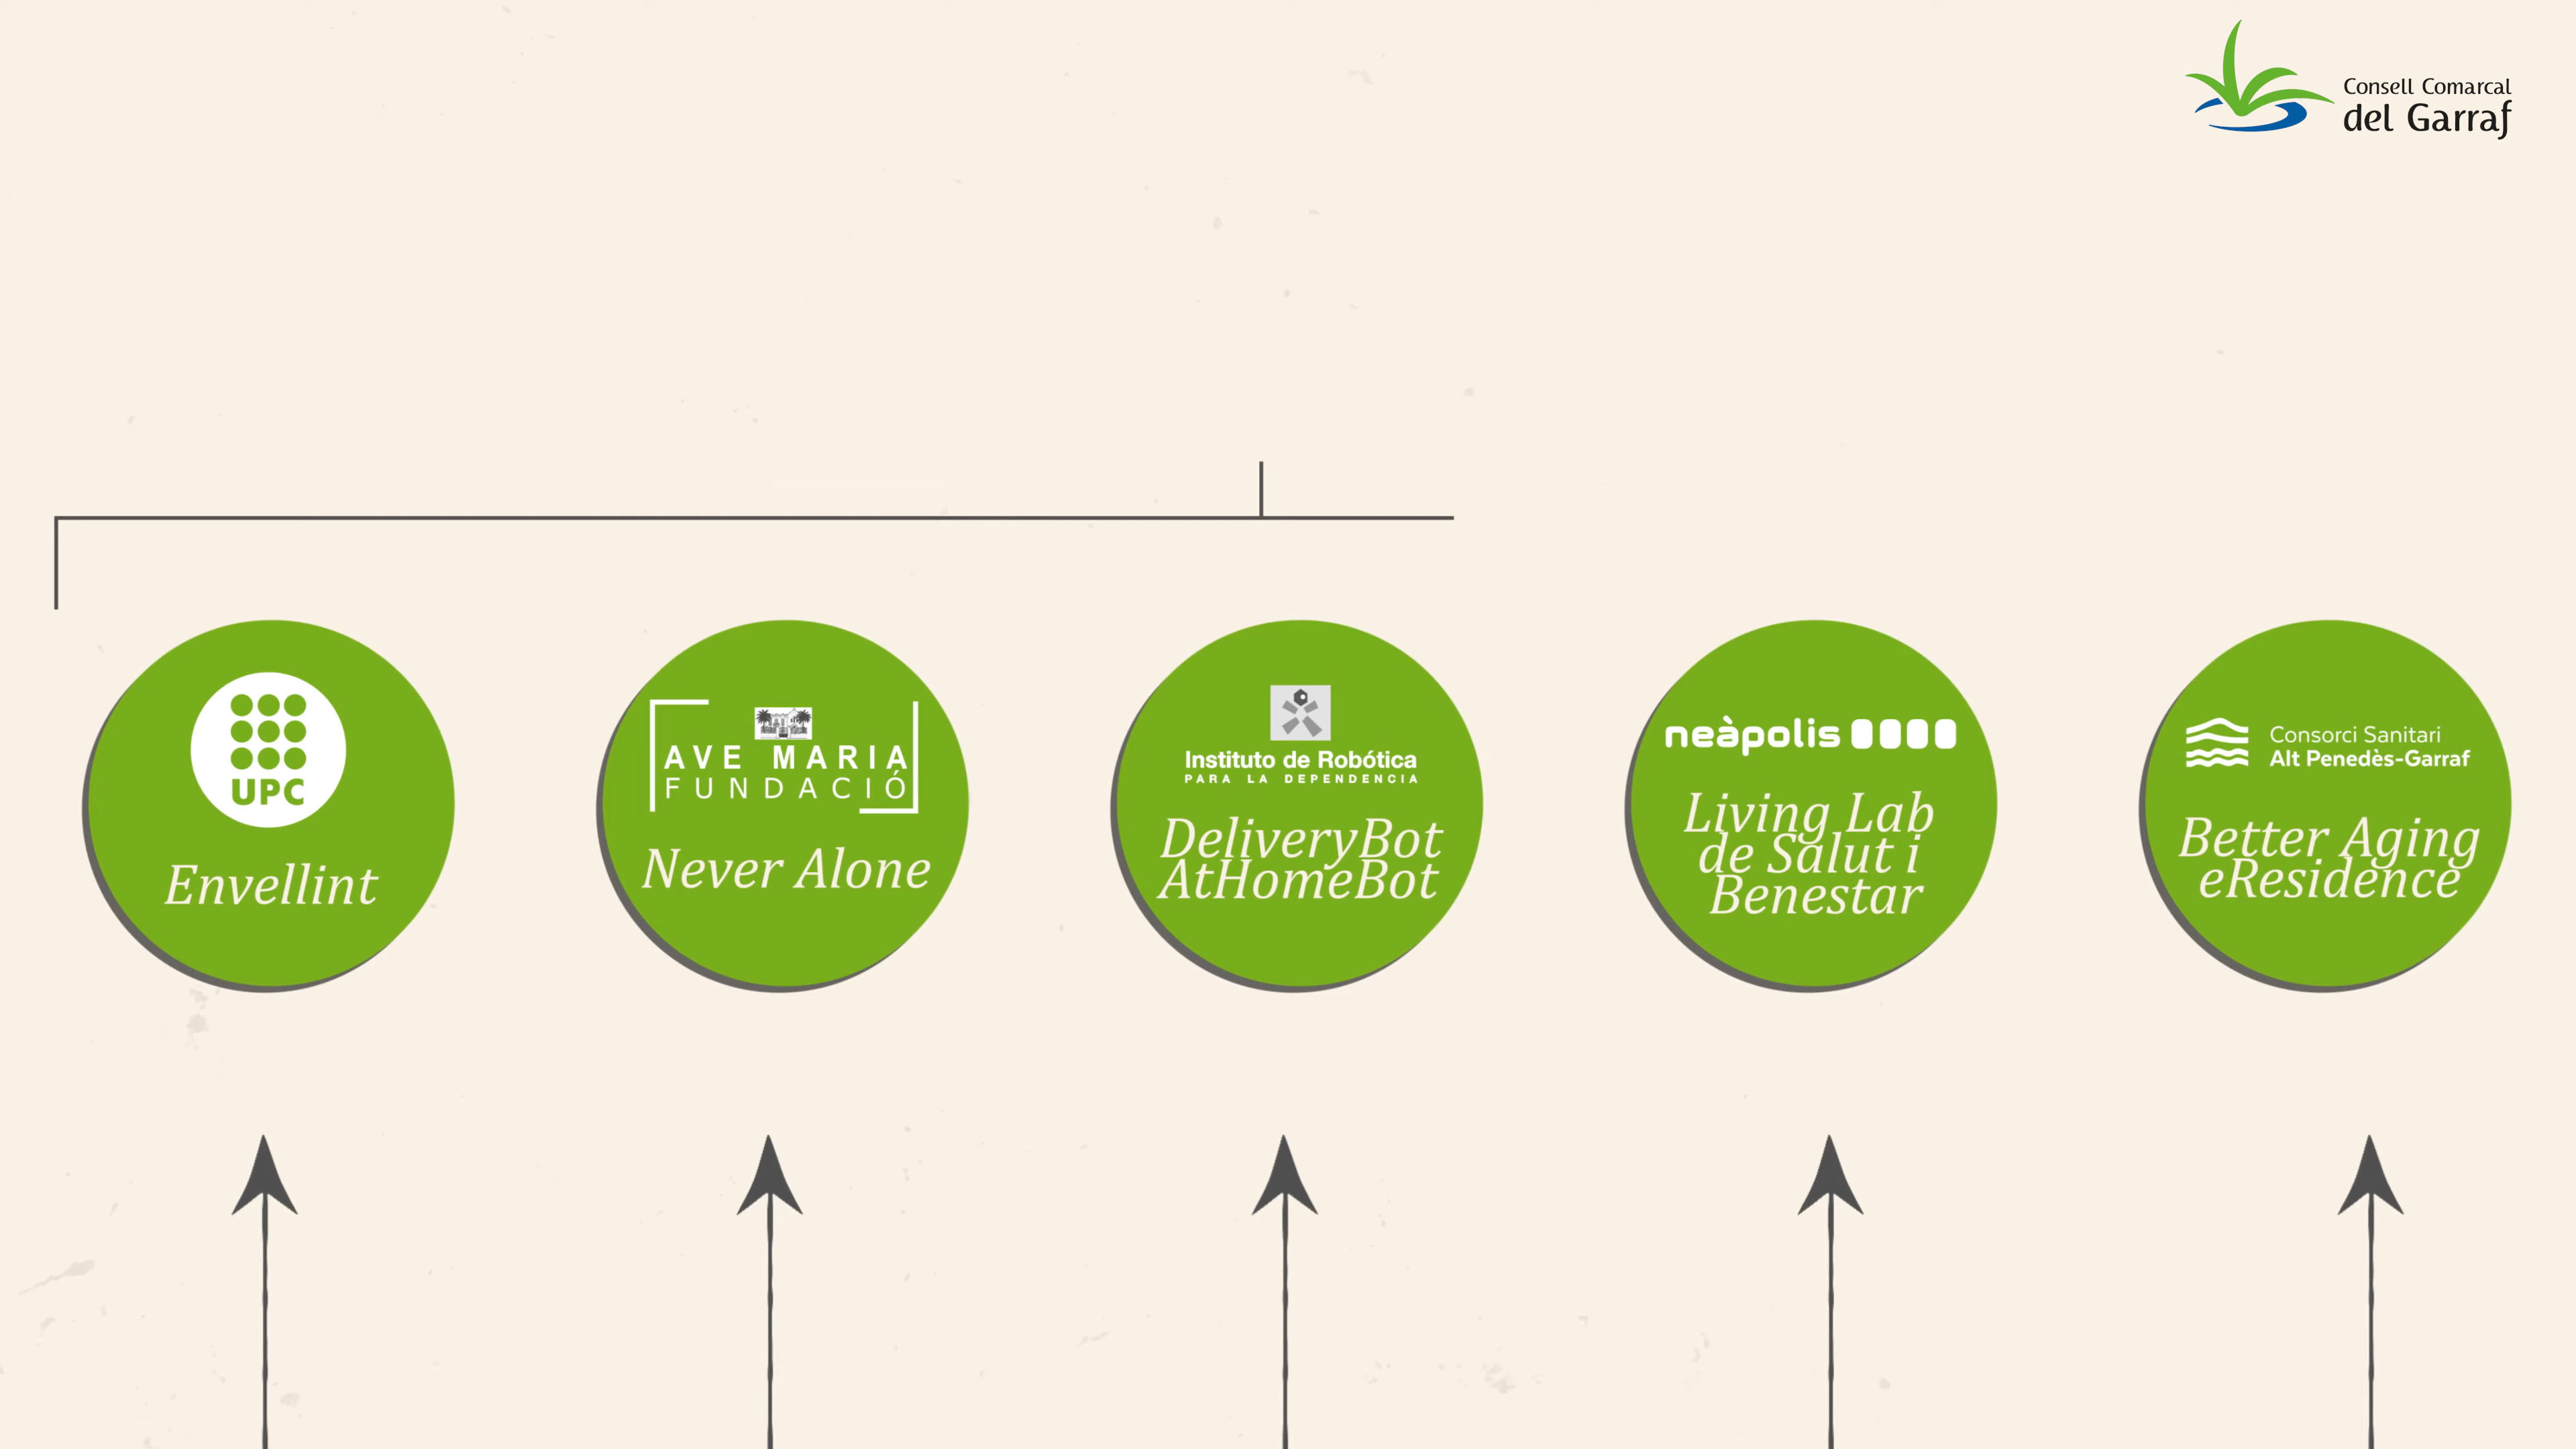 Consell Comarcal
del Garraf
UPC
Envellint
AVE MARIA
FUNDACIÓ
Never Alone
Instituto de Robótica
PARA LA DEPENDENCIA
DeliveryBot
AtHomeBot
neàpolis
Living Lab
de Salut i
Benestar
Consorci Sanitari
Alt Penedès-Garraf
Better Aging
eResidence